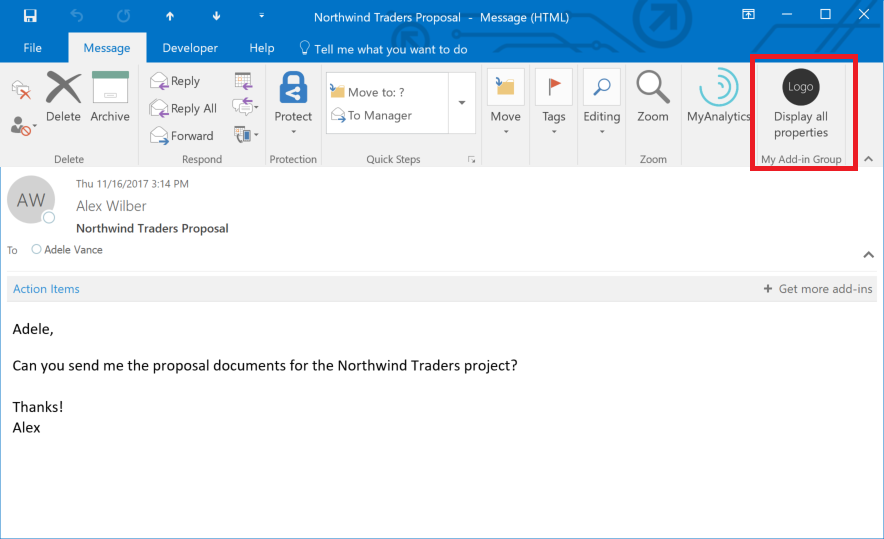 Northwind Traders Proposal - Message (HTML)
File Message Developer Help Tell me what you want to do
Delete
Archive
Delete
Reply
Reply All
Forward
Respond
Protect
Protection
Move to: ?
To Manager
Quick Steps
Move
Tags
Editing
Zoom
Zoom
MyAnalytics
Logo
Display all
properties
My Add-in Group
AW
Thu 11/16/2017 3:14 PM
Alex Wilber
Northwind Traders Proposal
To Adele Vance
Action Items + Get more add-ins
Adele,
Can you send me the proposal documents for the Northwind Traders project?
Thanks!
Alex